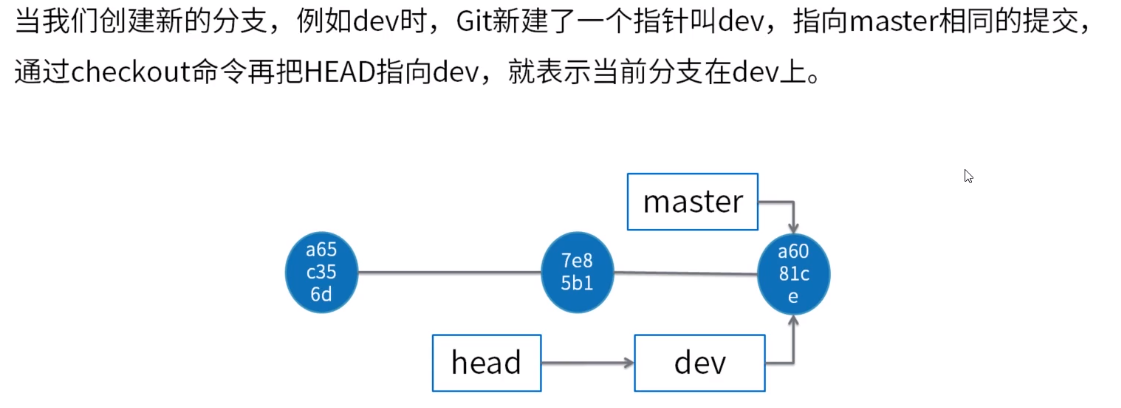 当我们创建新的分支，例如dev时，Git新建了一个指针叫dev，指向master相同的提交，
通过checkout命令再把HEAD指向dev，就表示当前分支在dev上。
master
a65
c35
6d
7e8
5b1
a60
81c
e
head
dev